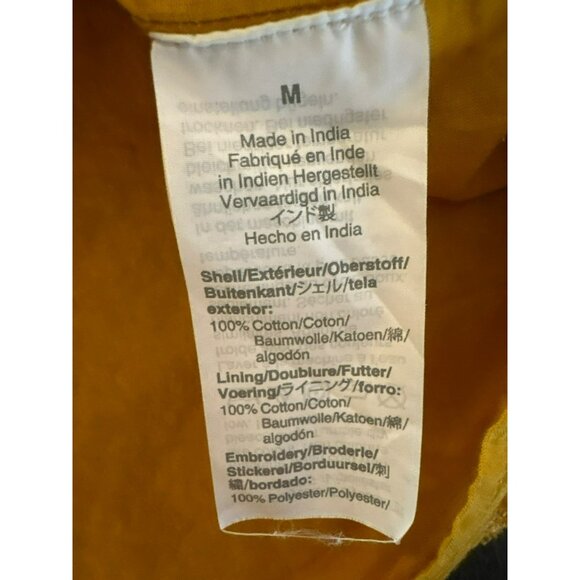 M
Made in India
Fabriqué en Inde
in Indien Hergestellt
Vervaardigd in India
インド製
Hecho en India
Shell/Extérieur/Oberstoff/
Buitenkant/シェル/tela
exterior:
100% Cotton/Coton/
Baumwolle/Katoen/綿/
algodón
Lining/Doublure/Futter/
Voering/ライニング/forro:
100% Cotton/Coton/
Baumwolle/Katoen/綿/
algodón
Embroidery/Broderie/
Stickerei/Borduursel/刺
繍/bordado:
100% Polyester/Polyester/